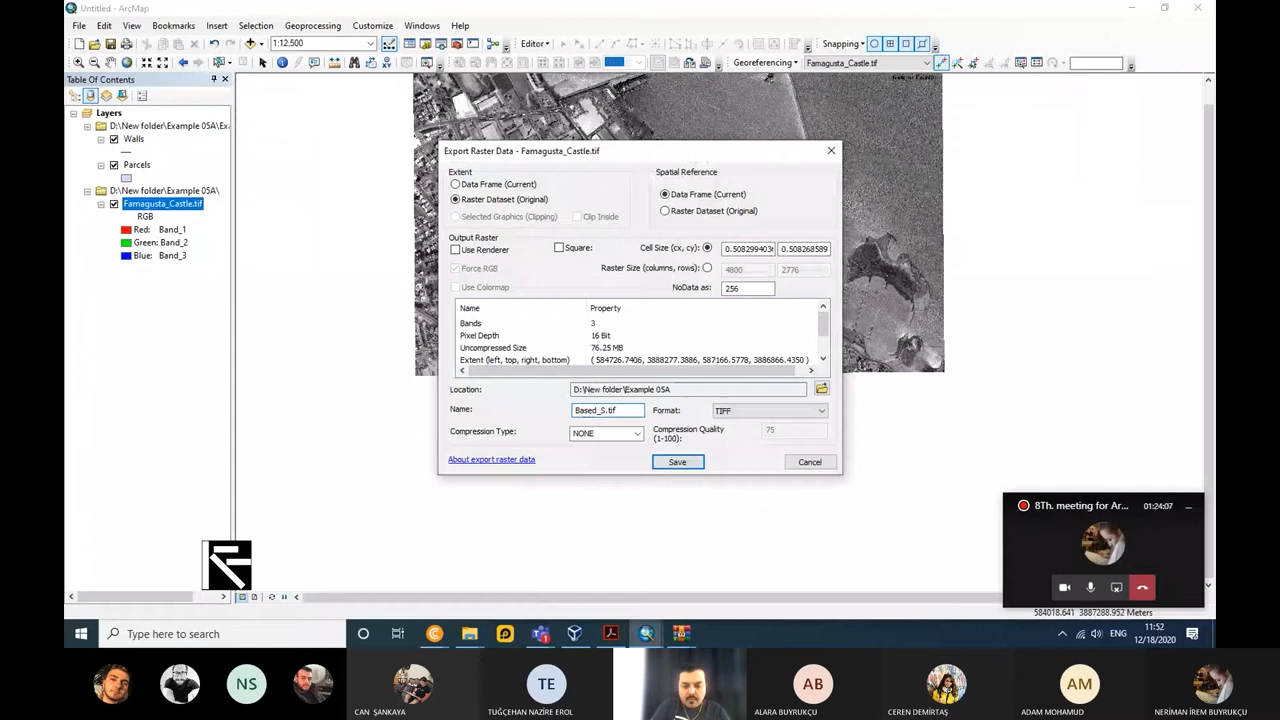 Untitled - ArcMap
File Edit View Bookmarks Insert Selection Geoprocessing Customize Windows Help
1:12,500
Editor
Snapping
Georeferencing
Famagusta_Castle.tif
Table Of Contents
Layers
D:\New folder\Example 05A\Ex
Walls
Parcels
D:\New folder\Example 05A\
Famagusta_Castle.tif
RGB
Red: Band_1
Green: Band_2
Blue: Band_3
Export Raster Data - Famagusta_Castle.tif
Extent
Data Frame (Current)
Raster Dataset (Original)
Selected Graphics (Clipping)
Clip Inside
Spatial Reference
Data Frame (Current)
Raster Dataset (Original)
Output Raster
Use Renderer
Square:
Cell Size (cx, cy):
0.508299403
0.508268589
Force RGB
Raster Size (columns, rows):
4800
2776
Use Colormap
NoData as:
256
Name Property
Bands 3
Pixel Depth 16 Bit
Uncompressed Size 76.25 MB
Extent (left, top, right, bottom) ( 584726.7406, 3888277.3886, 587166.5778, 3886866.4350 )
Location:
D:\New folder\Example 05A
Name:
Based_S.tif
Format:
TIFF
Compression Type:
NONE
Compression Quality (1-100):
75
About export raster data
Save
Cancel
8Th. meeting for Ar...
01:24:07
584018.641 3887288.952 Meters
Type here to search
ENG
11:52
12/18/2020
NS
CAN ŞANKAYA
TE
TUĞÇEHAN NAZİRE EROL
AB
ALARA BUYRUKÇU
CEREN DEMİRTAŞ
AM
ADAM MOHAMUD
NERİMAN İREM BUYRUKÇU